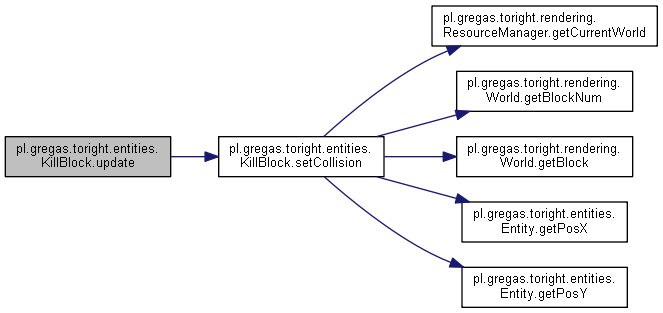 pl.gregas.toright.entities.
KillBlock.update
pl.gregas.toright.entities.
KillBlock.setCollision
pl.gregas.toright.rendering.
ResourceManager.getCurrentWorld
pl.gregas.toright.rendering.
World.getBlockNum
pl.gregas.toright.rendering.
World.getBlock
pl.gregas.toright.entities.
Entity.getPosX
pl.gregas.toright.entities.
Entity.getPosY